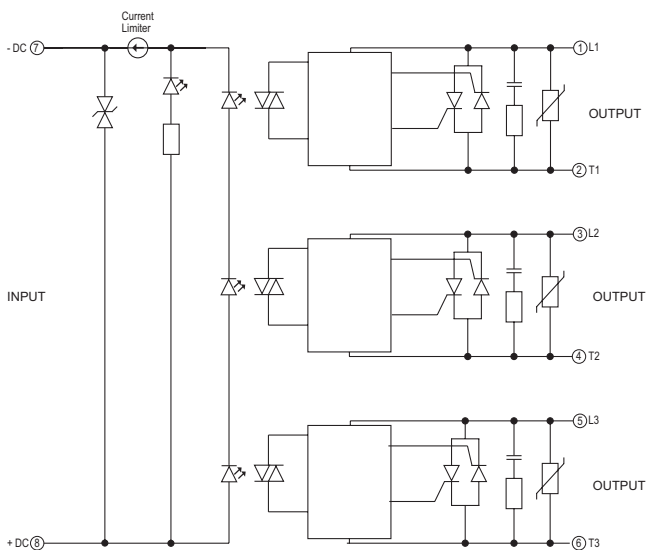 Current
Limiter
- DC 7
1 L1
OUTPUT
2 T1
3 L2
INPUT
OUTPUT
4 T2
5 L3
OUTPUT
+ DC 8
6 T3